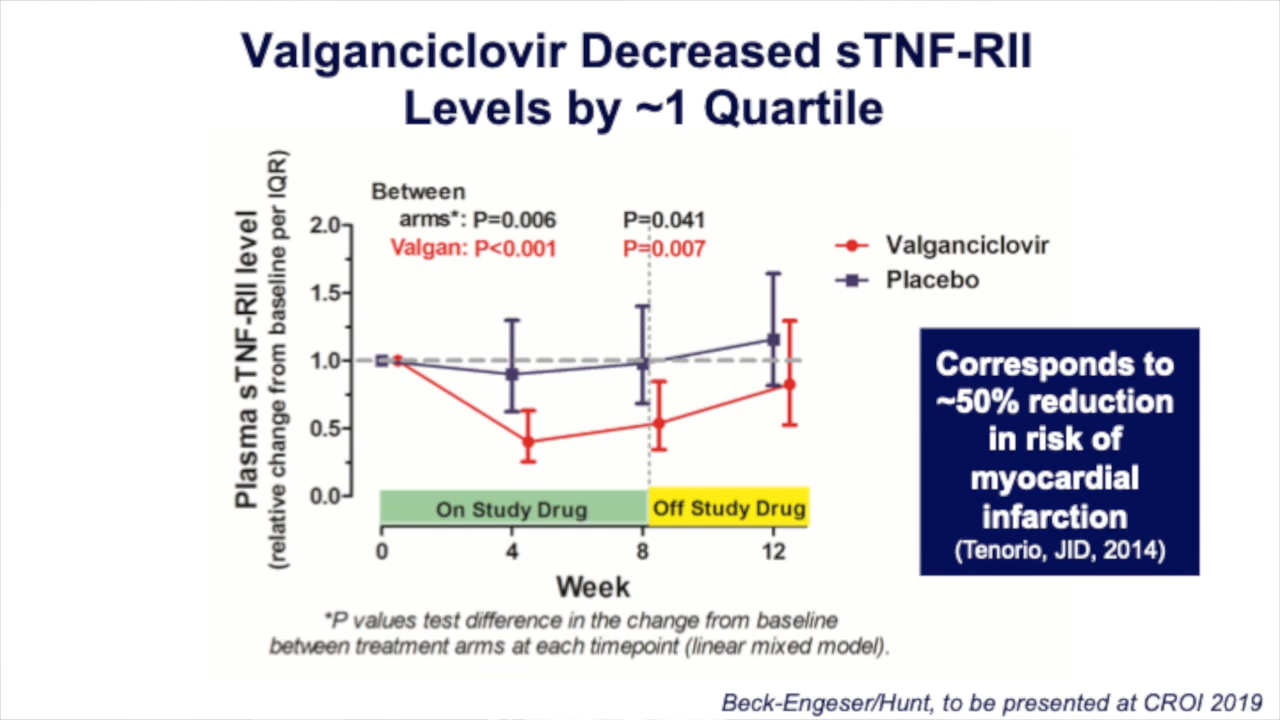 Valganciclovir Decreased sTNF-RII
Levels by ~1 Quartile
Plasma sTNF-RII level
(relative change from baseline per IQR)
Between
arms*: P=0.006 P=0.041
Valgan: P<0.001 P=0.007
2.0
1.5
1.0
0.5
0.0
On Study Drug
Off Study Drug
0 4 8 12
Week
Valganciclovir
Placebo
Corresponds to
~50% reduction
in risk of
myocardial
infarction
(Tenorio, JID, 2014)
*P values test difference in the change from baseline
between treatment arms at each timepoint (linear mixed model).
Beck-Engeser/Hunt, to be presented at CROI 2019